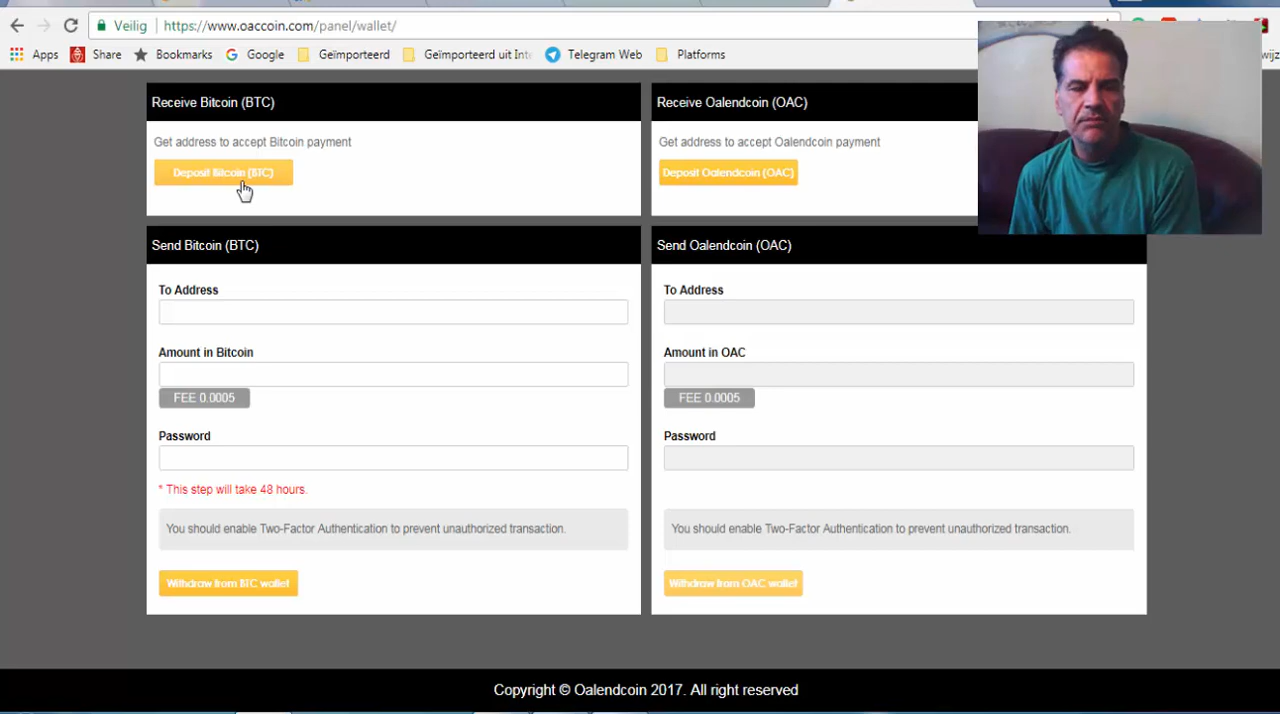 Veilig
https://www.oaccoin.com/panel/wallet/
Apps
Share
Bookmarks
Google
Geïmporteerd
Geïmporteerd uit Inte
Telegram Web
Platforms
Receive Bitcoin (BTC)
Get address to accept Bitcoin payment
Deposit Bitcoin (BTC)
Receive Oalendcoin (OAC)
Get address to accept Oalendcoin payment
Deposit Oalendcoin (OAC)
Send Bitcoin (BTC)
To Address
Amount in Bitcoin
FEE 0.0005
Password
* This step will take 48 hours.
You should enable Two-Factor Authentication to prevent unauthorized transaction.
Withdraw from BTC wallet
Send Oalendcoin (OAC)
To Address
Amount in OAC
FEE 0.0005
Password
You should enable Two-Factor Authentication to prevent unauthorized transaction.
Withdraw from OAC wallet
Copyright © Oalendcoin 2017. All right reserved